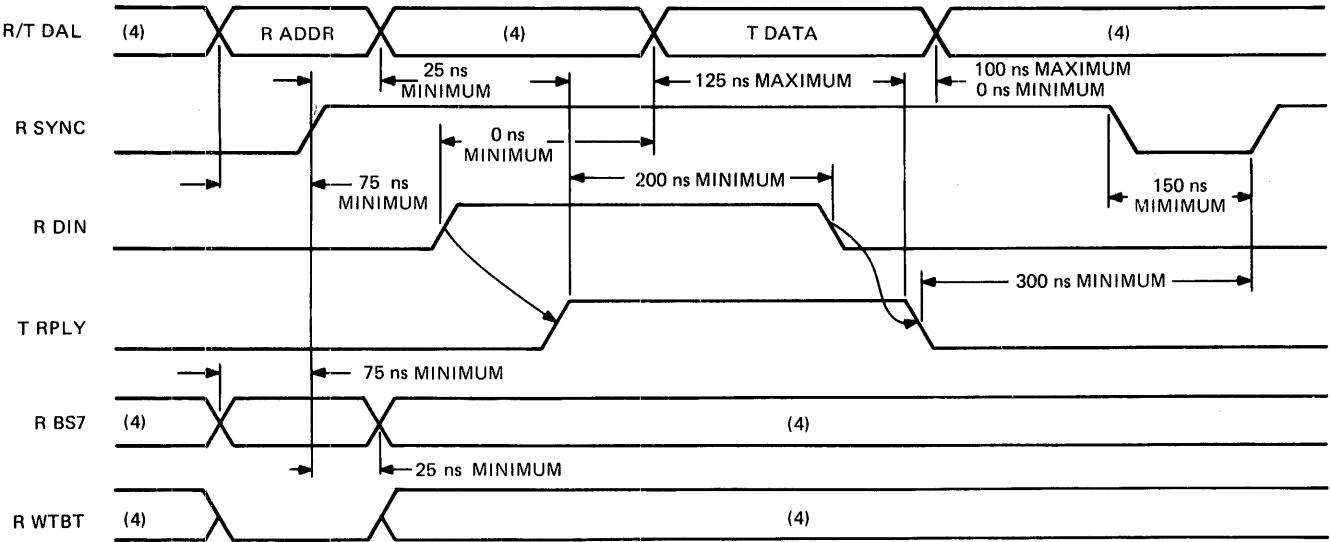 R/T DAL (4) R ADDR (4) T DATA (4)
25 ns MINIMUM
125 ns MAXIMUM
100 ns MAXIMUM
0 ns MINIMUM
R SYNC
0 ns MINIMUM
75 ns MINIMUM
200 ns MINIMUM
150 ns MIMIMUM
R DIN
300 ns MINIMUM
T RPLY
75 ns MINIMUM
R BS7 (4) (4)
25 ns MINIMUM
R WTBT (4) (4)